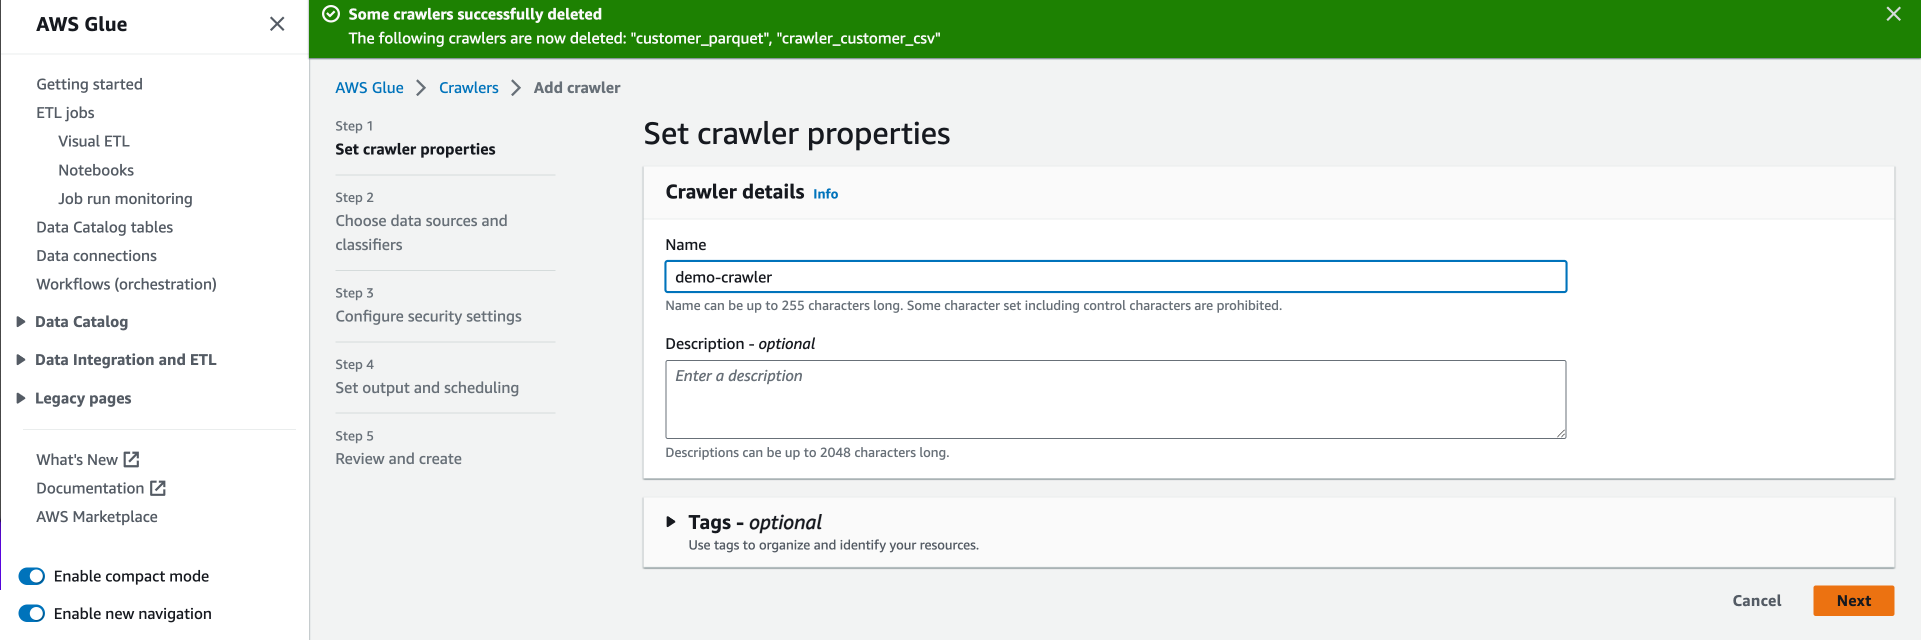 AWS Glue
Getting started
ETL jobs
Visual ETL
Notebooks
Job run monitoring
Data Catalog tables
Data connections
Workflows (orchestration)
Data Catalog
Data Integration and ETL
Legacy pages
What's New
Documentation
AWS Marketplace
Enable compact mode
Enable new navigation
Some crawlers successfully deleted
The following crawlers are now deleted: "customer_parquet", "crawler_customer_csv"
AWS Glue > Crawlers > Add crawler
Step 1
Set crawler properties
Step 2
Choose data sources and
classifiers
Step 3
Configure security settings
Step 4
Set output and scheduling
Step 5
Review and create
Set crawler properties
Crawler details Info
Name
demo-crawler
Name can be up to 255 characters long. Some character set including control characters are prohibited.
Description - optional
Enter a description
Descriptions can be up to 2048 characters long.
Tags - optional
Use tags to organize and identify your resources.
Cancel
Next